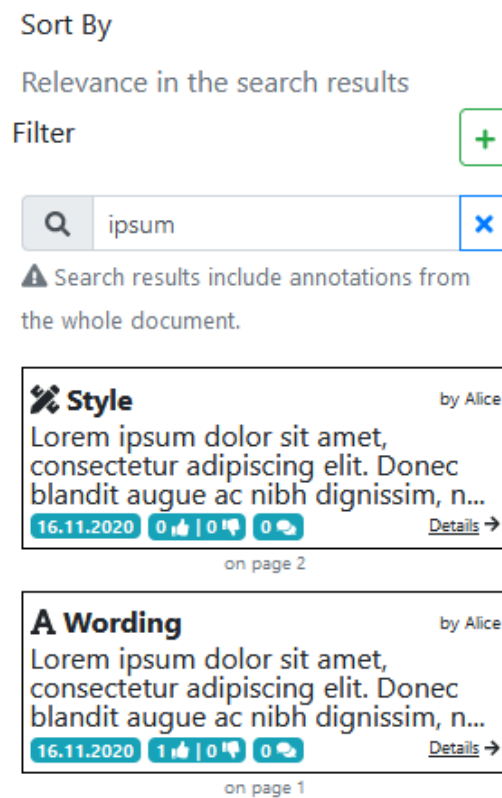 Sort By
Relevance in the search results
Filter
ipsum
Search results include annotations from
the whole document.
Style
by Alice
Lorem ipsum dolor sit amet,
consectetur adipiscing elit. Donec
blandit augue ac nibh dignissim, n...
16.11.2020 0 | 0 0 Details →
on page 2
Wording
by Alice
Lorem ipsum dolor sit amet,
consectetur adipiscing elit. Donec
blandit augue ac nibh dignissim, n...
16.11.2020 1 | 0 0 Details →
on page 1